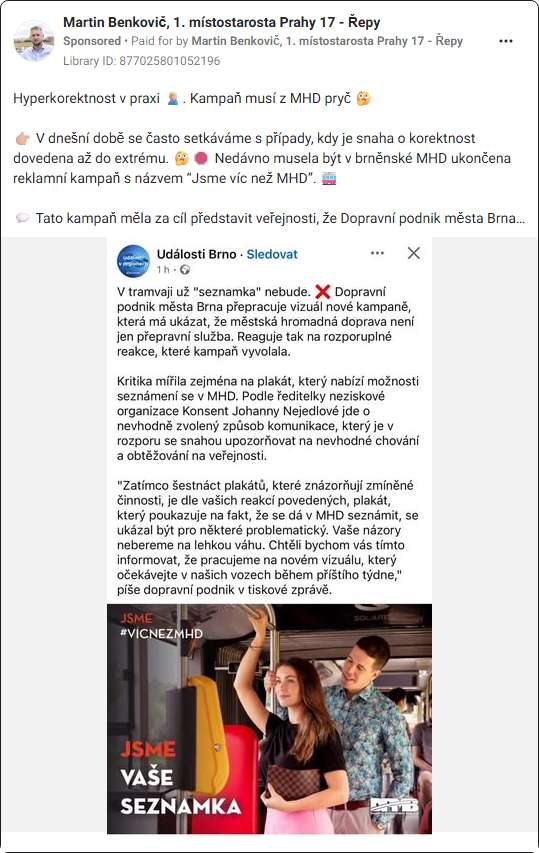 Martin Benkovič, 1. místostarosta Prahy 17 - Řepy
Sponsored • Paid for by Martin Benkovič, 1. místostarosta Prahy 17 - Řepy
Library ID: 877025801052196
Hyperkorektnost v praxi 🤦🏼‍♂️. Kampaň musí z MHD pryč 🤔
👉🏼 V dnešní době se často setkáváme s případy, kdy je snaha o korektnost
dovedena až do extrému. 🤔🛑 Nedávno musela být v brněnské MHD ukončena
reklamní kampaň s názvem “Jsme víc než MHD”. 🚋
💬 Tato kampaň měla za cíl představit veřejnosti, že Dopravní podnik města Brna...
Události Brno · Sledovat
1 h ·
V tramvaji už "seznamka" nebude. ❌ Dopravní
podnik města Brna přepracuje vizuál nové kampaně,
která má ukázat, že městská hromadná doprava není
jen přepravní služba. Reaguje tak na rozporuplné
reakce, které kampaň vyvolala.
Kritika mířila zejména na plakát, který nabízí možnosti
seznámení se v MHD. Podle ředitelky neziskové
organizace Konsent Johanny Nejedlové jde o
nevhodně zvolený způsob komunikace, který je v
rozporu se snahou upozorňovat na nevhodné chování
a obtěžování na veřejnosti.
"Zatímco šestnáct plakátů, které znázorňují zmíněné
činnosti, je dle vašich reakcí povedených, plakát,
který poukazuje na fakt, že se dá v MHD seznámit, se
ukázal být pro některé problematický. Vaše názory
nebereme na lehkou váhu. Chtěli bychom vás tímto
informovat, že pracujeme na novém vizuálu, který
očekávejte v našich vozech během příštího týdne,"
píše dopravní podnik v tiskové zprávě.
JSME
#VÍCNEZMHD
JSME
VAŠE
SEZNAMKA